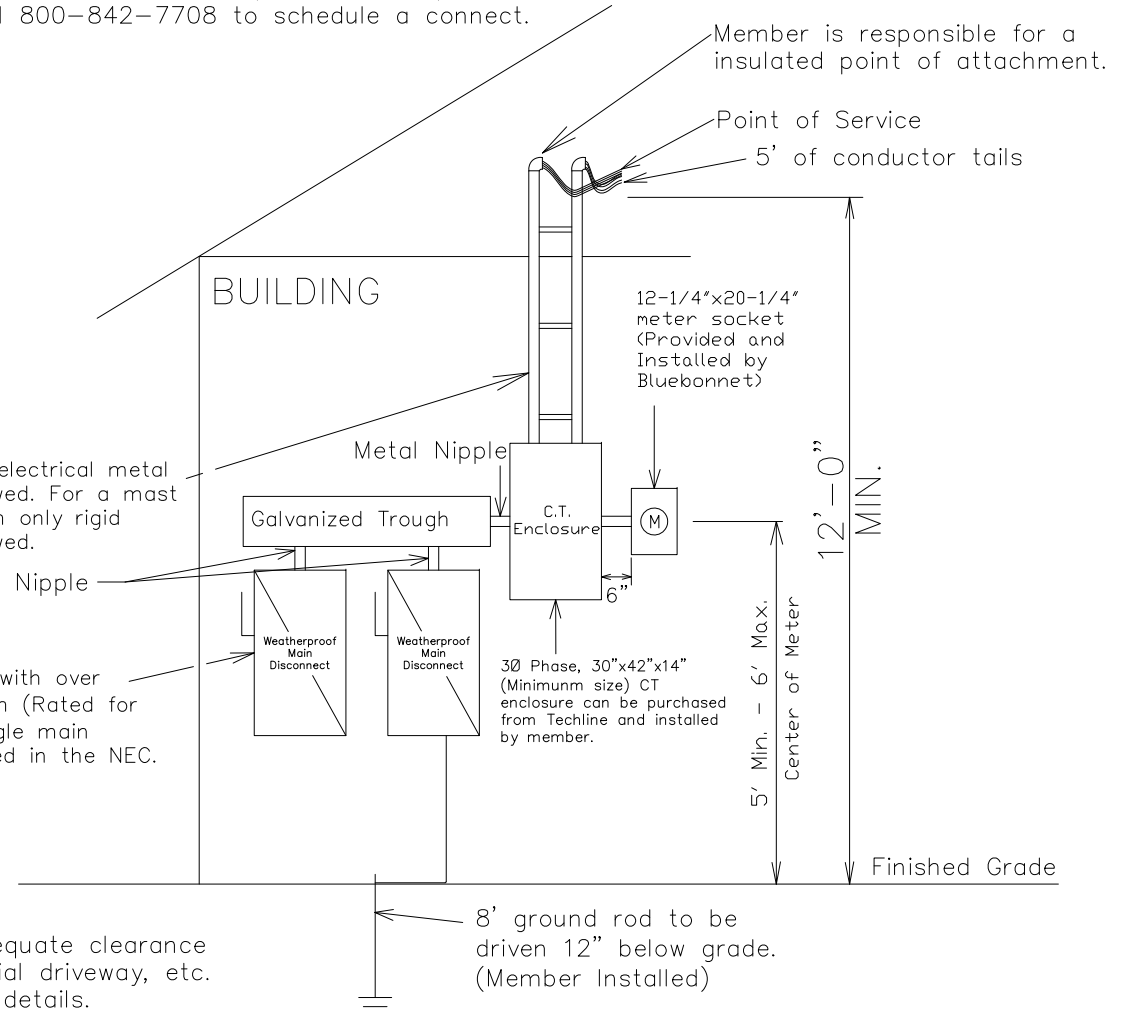 800-842-7708 to schedule a connect.
Member is responsible for a
insulated point of attachment.
Point of Service
5' of conductor tails
BUILDING
12-1/4"x20-1/4"
meter socket
(Provided and
Installed by
Bluebonnet)
electrical metal
wed. For a mast
only rigid
wed.
Metal Nipple
Galvanized Trough
C.T.
Enclosure
M
12'-0"
MIN.
Nipple
6"
Weatherproof
Main
Disconnect
Weatherproof
Main
Disconnect
3Ø Phase, 30"x42"x14"
(Minimunm size) CT
enclosure can be purchased
from Techline and installed
by member.
5' Min. - 6' Max.
Center of Meter
with over
(Rated for
gle main
ed in the NEC.
Finished Grade
8' ground rod to be
driven 12" below grade.
(Member Installed)
equate clearance
ial driveway, etc.
details.